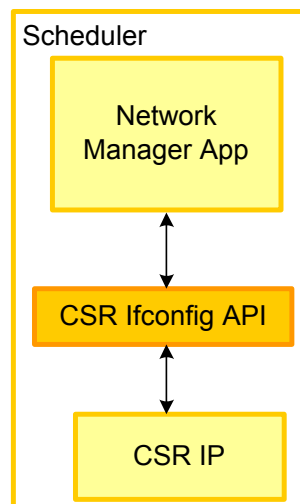 Scheduler
Network
Manager App
CSR Ifconfig API
CSR IP